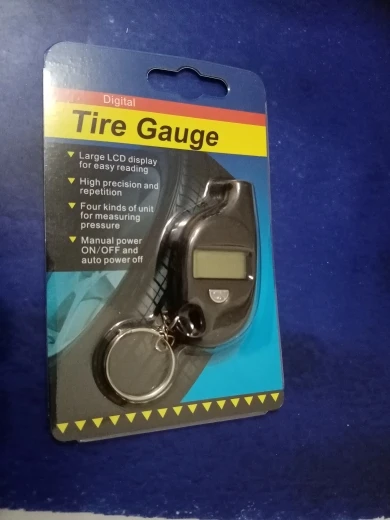 Digital
Tire Gauge
Large LCD display
for easy reading
High precision and
repetition
Four kinds of unit
for measuring
pressure
Manual power
ON/OFF and
auto power off